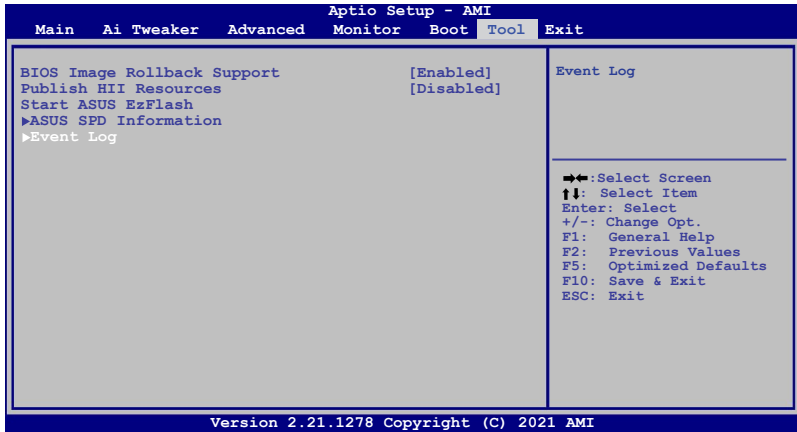 Aptio Setup - AMI
Main Ai Tweaker Advanced Monitor Boot Tool Exit
BIOS Image Rollback Support [Enabled]
Publish HII Resources [Disabled]
Start ASUS EzFlash
▶ASUS SPD Information
▶Event Log
Event Log
→←:Select Screen
↑↓: Select Item
Enter: Select
+/-: Change Opt.
F1: General Help
F2: Previous Values
F5: Optimized Defaults
F10: Save & Exit
ESC: Exit
Version 2.21.1278 Copyright (C) 2021 AMI